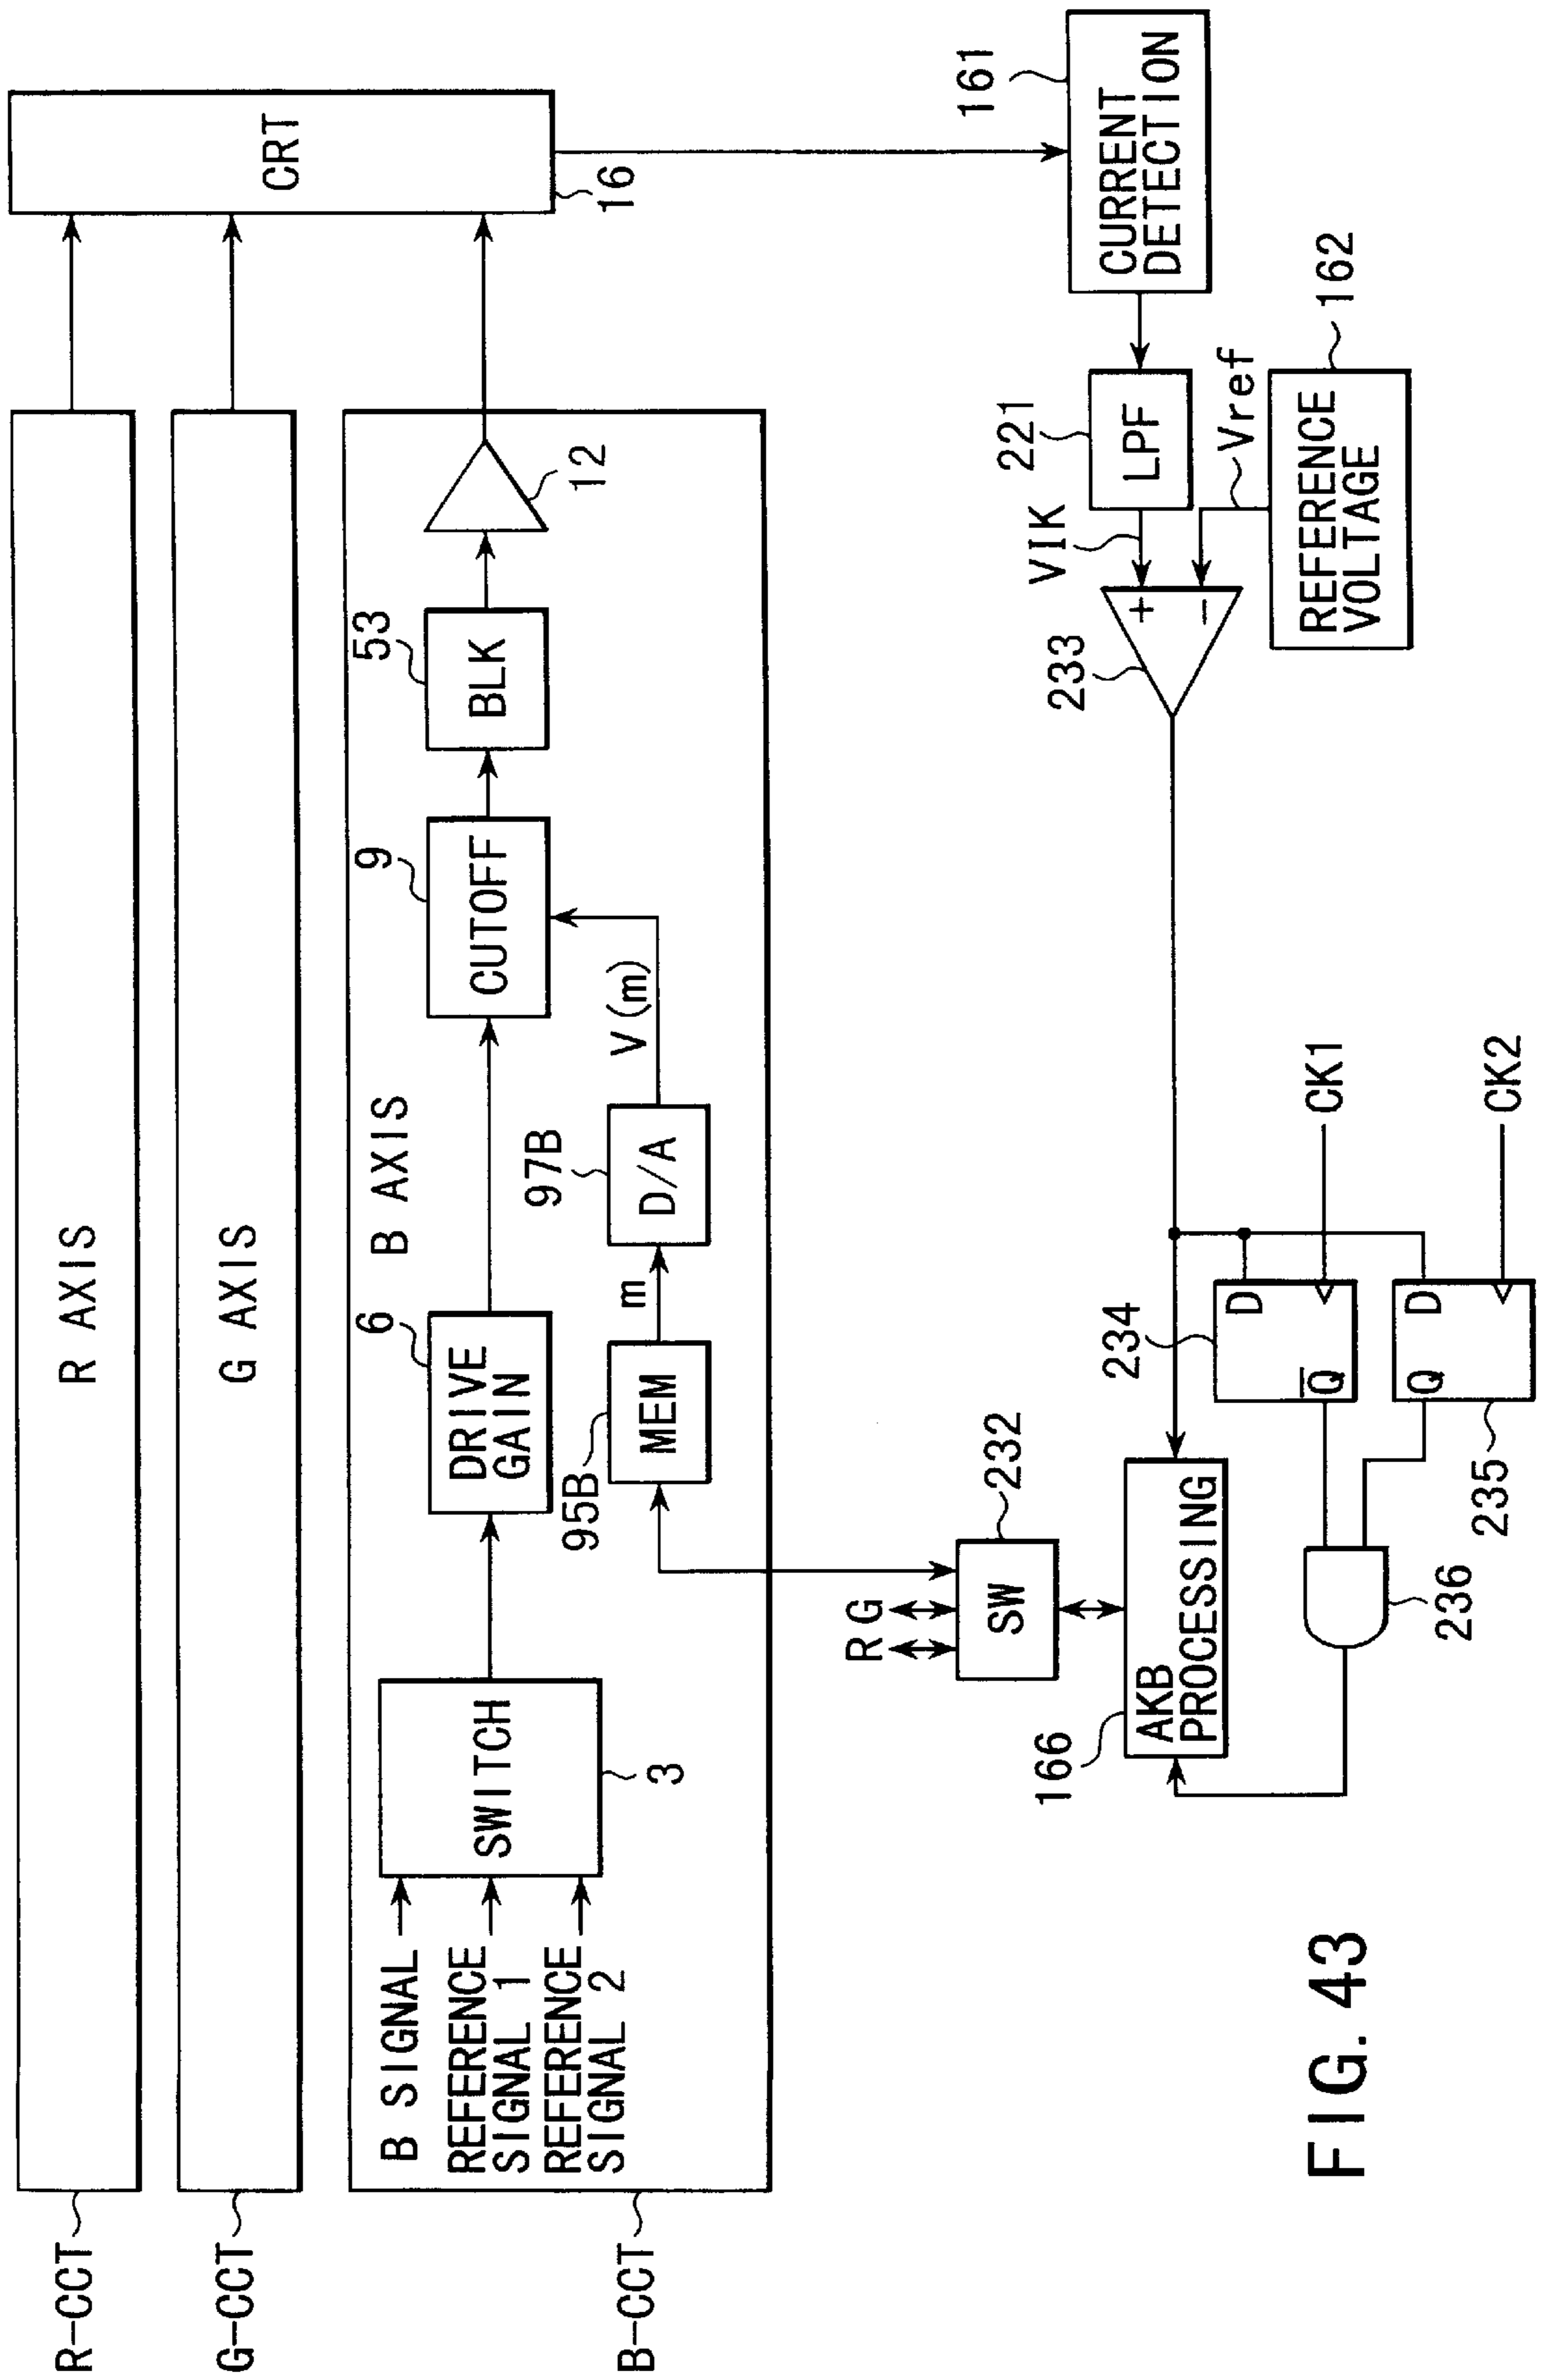 R-CCT
R AXIS
G-CCT
G AXIS
B-CCT
B AXIS
B SIGNAL
REFERENCE
SIGNAL 1
REFERENCE
SIGNAL 2
SWITCH
3
DRIVE
GAIN
6
CUTOFF
9
BLK
53
12
CRT
16
MEM
95B
m
D/A
97B
V(m)
R G
SW
232
AKB
PROCESSING
166
233
+
−
VIK
LPF
221
Vref
CURRENT
DETECTION
161
REFERENCE
VOLTAGE
162
234
D
Q̅
CK1
D
Q
CK2
235
236
FIG. 43